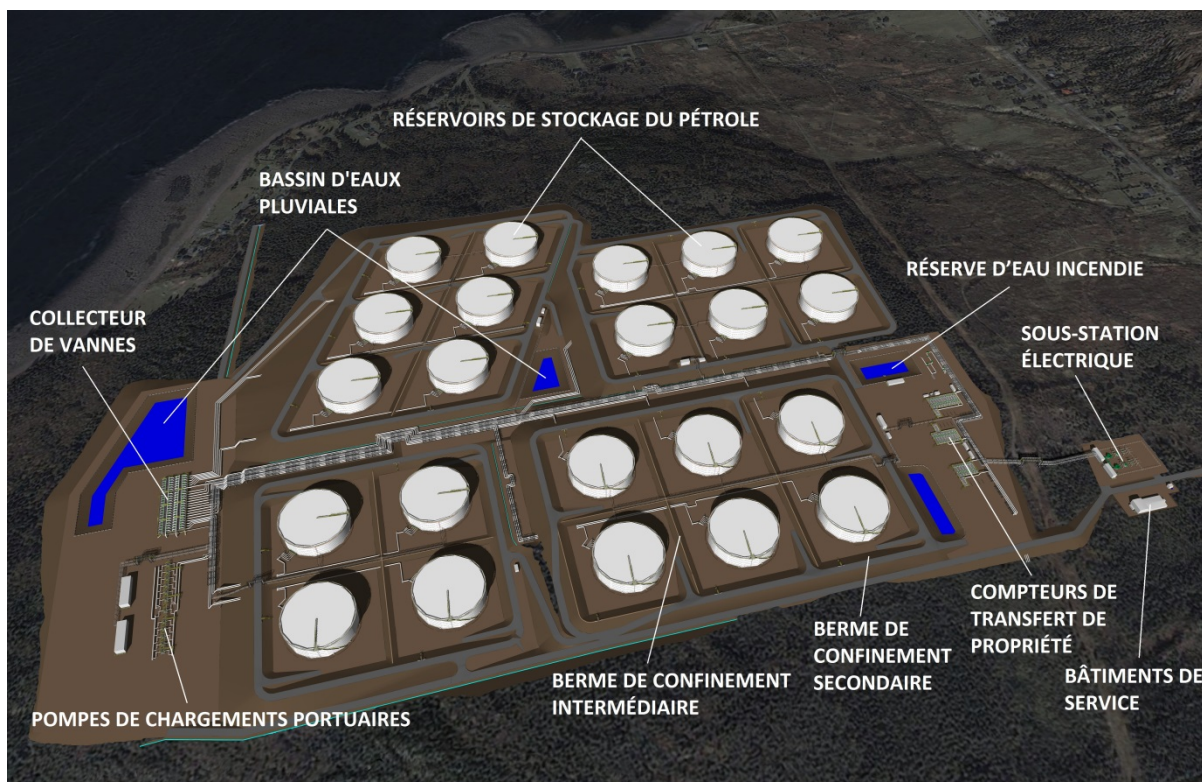 RÉSERVOIRS DE STOCKAGE DU PÉTROLE
BASSIN D'EAUX
PLUVIALES
RÉSERVE D’EAU INCENDIE
COLLECTEUR
DE VANNES
SOUS-STATION
ÉLECTRIQUE
COMPTEURS DE
TRANSFERT DE
PROPRIÉTÉ
BERME DE
CONFINEMENT
SECONDAIRE
BERME DE CONFINEMENT
INTERMÉDIAIRE
BÂTIMENTS DE
SERVICE
POMPES DE CHARGEMENTS PORTUAIRES